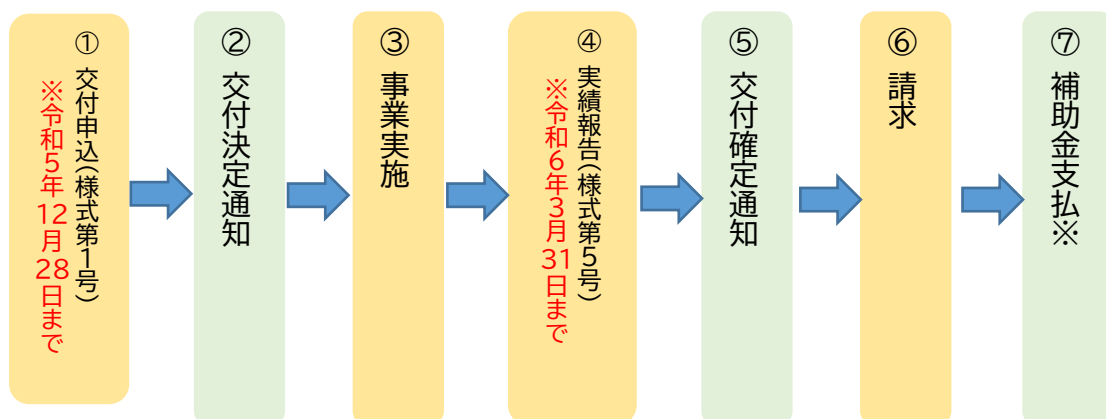 ① 交付申込(様式第1号)
※令和5年12月28日まで
② 交付決定通知
③ 事業実施
④ 実績報告(様式第5号)
※令和6年3月31日まで
⑤ 交付確定通知
⑥ 請求
⑦ 補助金支払※